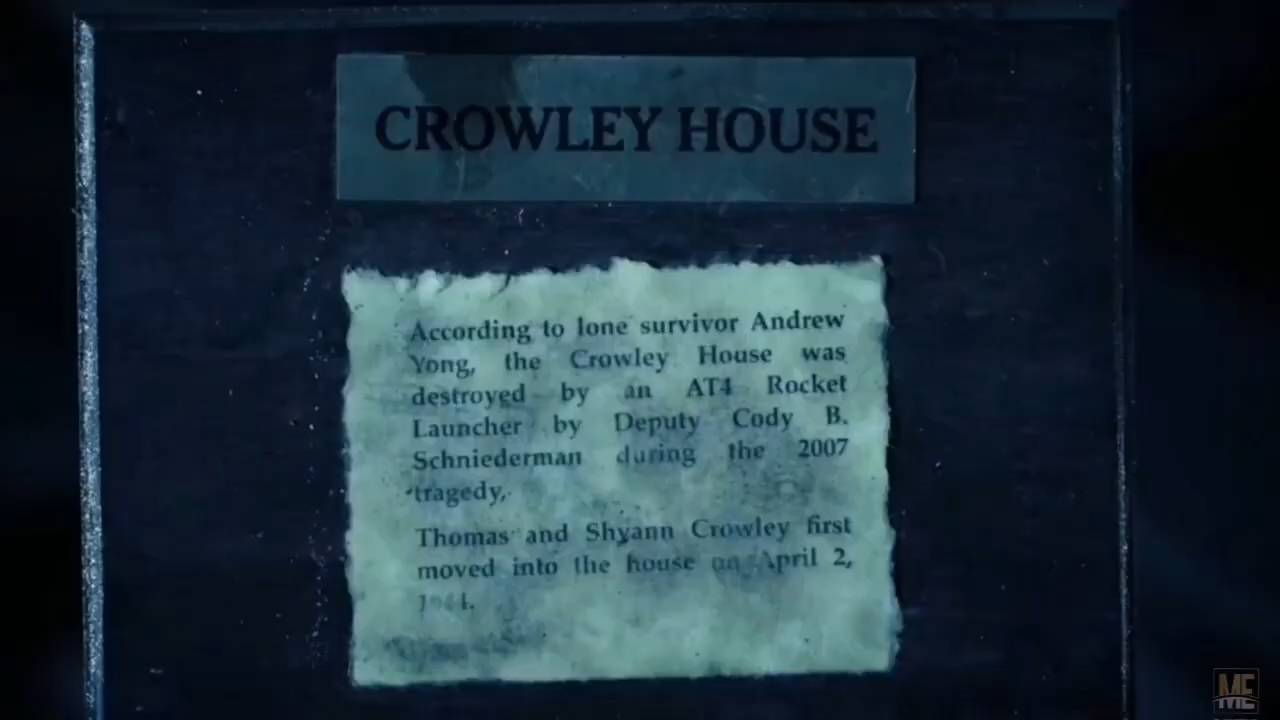 CROWLEY HOUSE
According to lone survivor Andrew
Yong, the Crowley House was
destroyed by an AT4 Rocket
Launcher by Deputy Cody B.
Schniederman during the 2007
tragedy,
Thomas and Shyann Crowley first
moved into the house on April 2,
ME